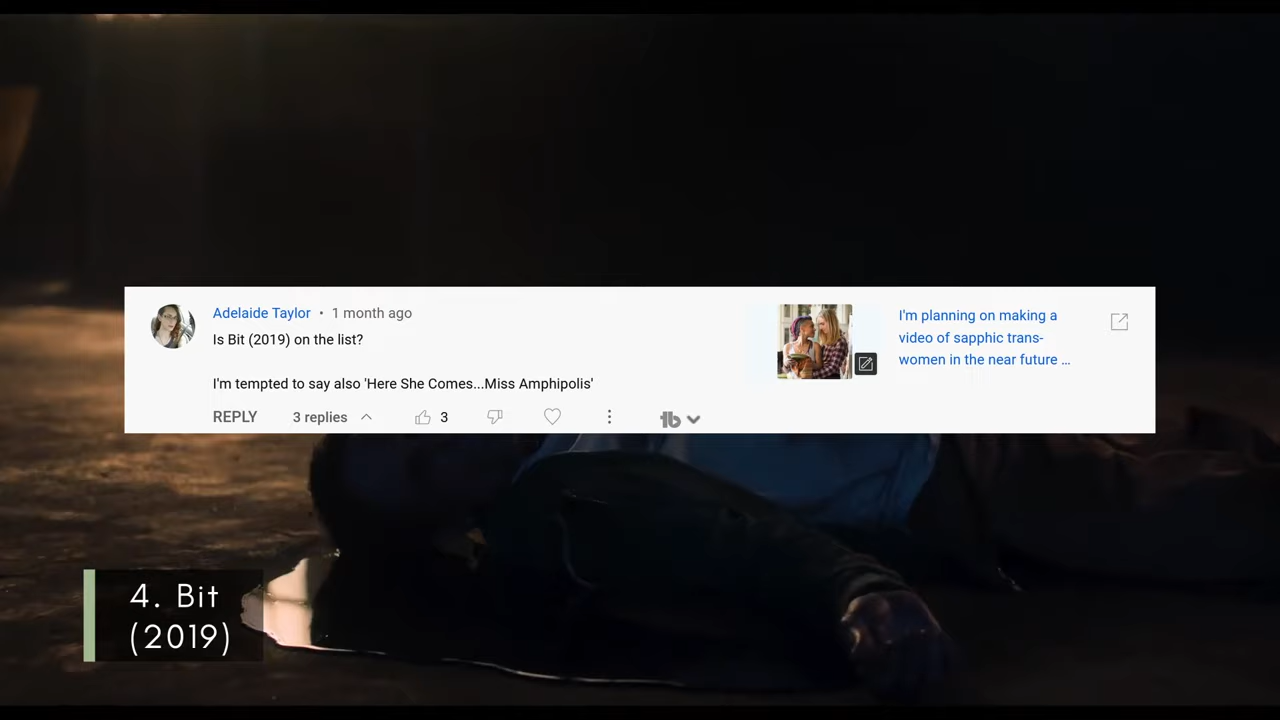 Adelaide Taylor • 1 month ago
Is Bit (2019) on the list?
I'm tempted to say also 'Here She Comes...Miss Amphipolis'
REPLY 3 replies 3
I'm planning on making a
video of sapphic trans-
women in the near future ...
4. Bit
(2019)